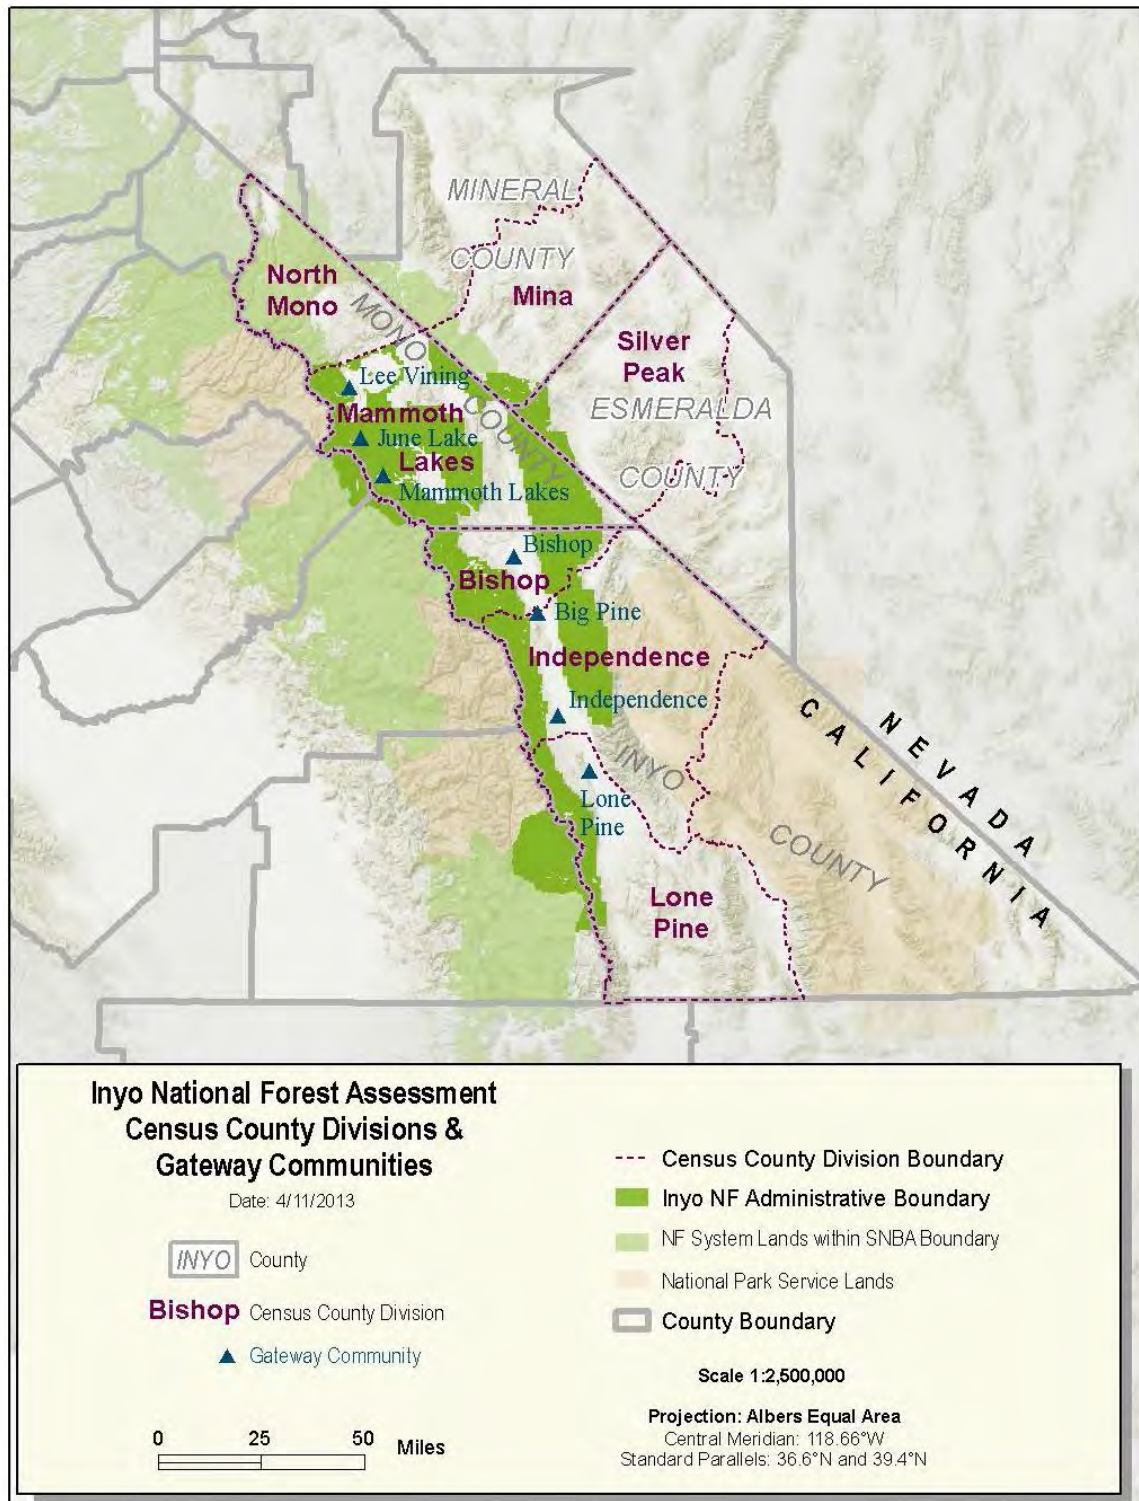 MINERAL
COUNTY
North
Mono
Mina
MONO
COUNTY
Silver
Peak
Lee Vining
ESMERALDA
COUNTY
Mammoth
Lakes
June Lake
Mammoth Lakes
Bishop
Bishop
Big Pine
Independence
Independence
INYO
COUNTY
NEVADA
CALIFORNIA
Lone
Pine
Lone
Pine
Inyo National Forest Assessment
Census County Divisions &
Gateway Communities
Date: 4/11/2013
INYO County
Bishop Census County Division
Gateway Community
0 25 50 Miles
Census County Division Boundary
Inyo NF Administrative Boundary
NF System Lands within SNBA Boundary
National Park Service Lands
County Boundary
Scale 1:2,500,000
Projection: Albers Equal Area
Central Meridian: 118.66°W
Standard Parallels: 36.6°N and 39.4°N